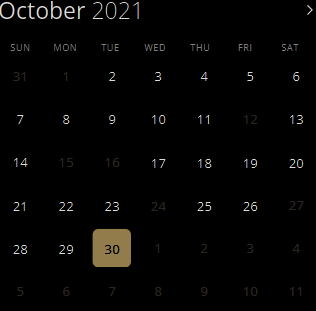 October 2021
SUN MON TUE WED THU FRI SAT
31 1 2 3 4 5 6
7 8 9 10 11 12 13
14 15 16 17 18 19 20
21 22 23 24 25 26 27
28 29 30 1 2 3 4
5 6 7 8 9 10 11